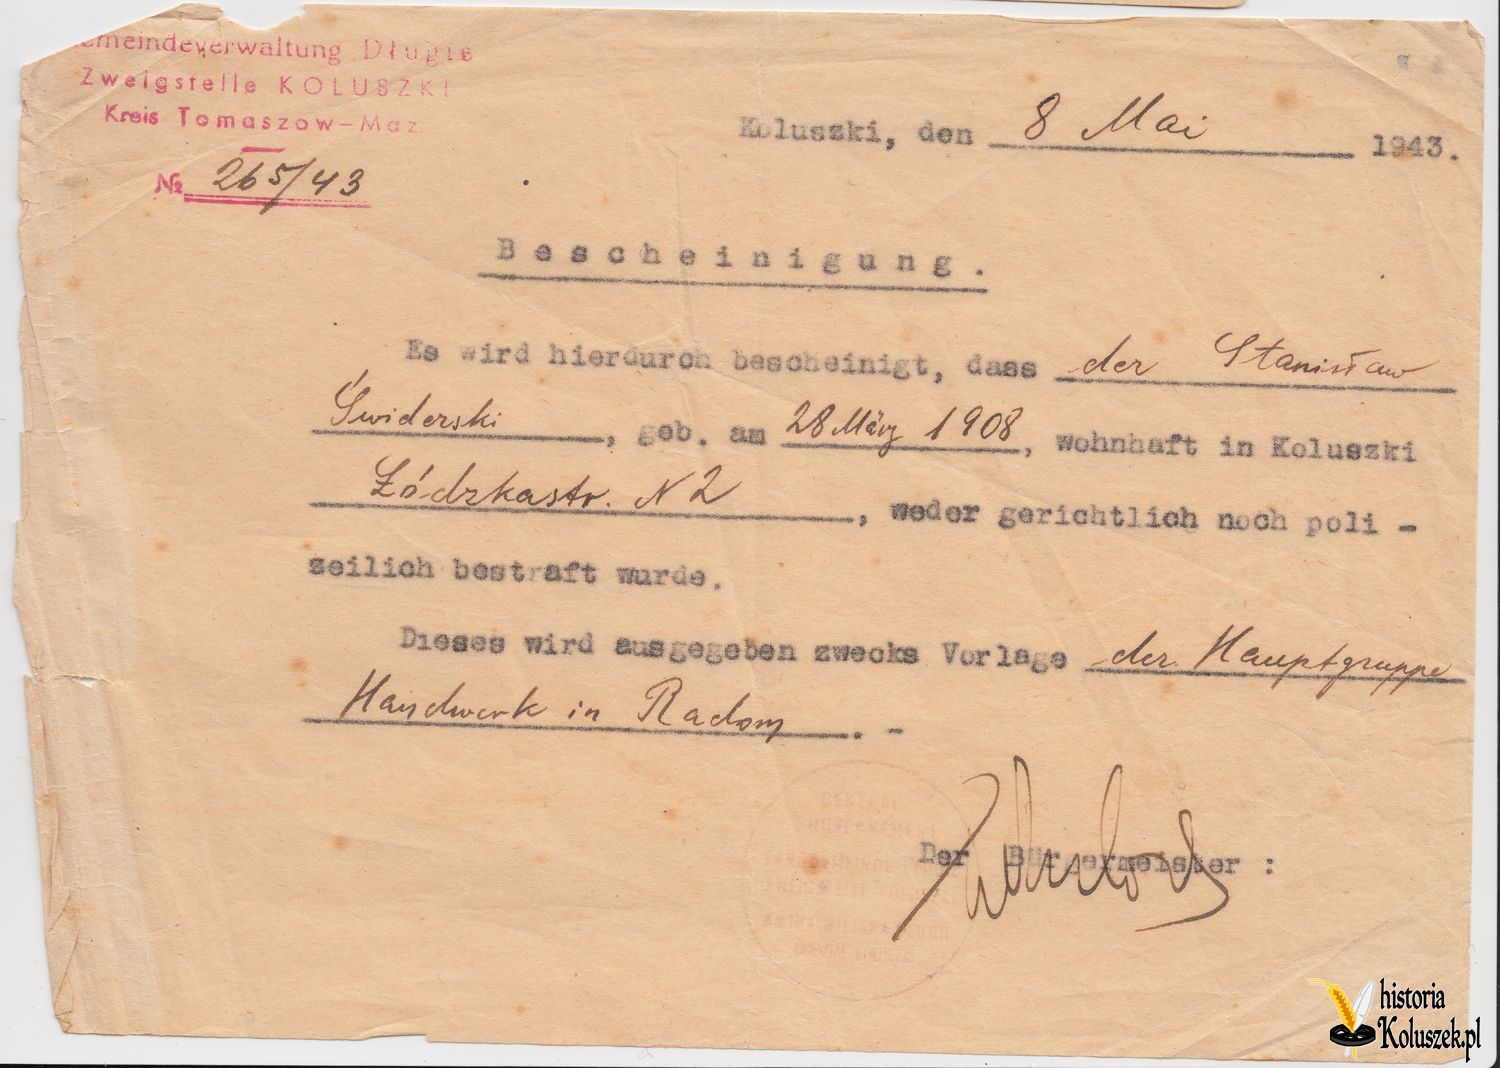 Gemeindeverwaltung Długie
Zweigstelle KOLUSZKI
Kreis Tomaszow-Maz
№ 265/43
Koluszki, den 8 Mai 1943.
Bescheinigung.
Es wird hierdurch bescheinigt, dass der Stanisław
Świderski, geb. am 28 März 1908, wohnhaft in Koluszki
Łódzkastr. N 2, weder gerichtlich noch poli -
zeilich bestraft wurde.
Dieses wird ausgegeben zwecks Vorlage der Hauptgruppe
Handwerk in Radom. -
Der Bürgermeister :
historia
Koluszek.pl